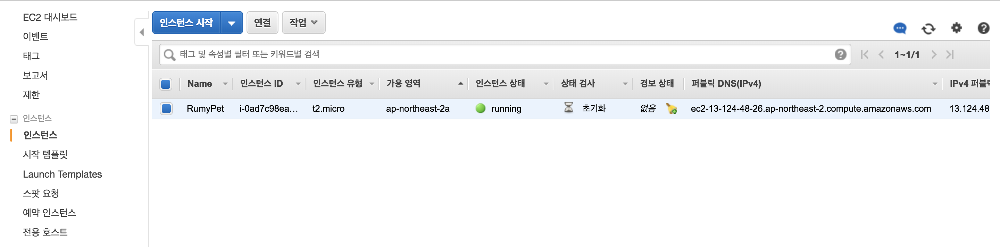 EC2 대시보드
이벤트
태그
보고서
제한
인스턴스
인스턴스
시작 템플릿
Launch Templates
스팟 요청
예약 인스턴스
전용 호스트
인스턴스 시작 연결 작업
태그 및 속성별 필터 또는 키워드별 검색 1~1/1
Name 인스턴스 ID 인스턴스 유형 가용 영역 인스턴스 상태 상태 검사 경보 상태 퍼블릭 DNS(IPv4) IPv4 퍼블릭
RumyPet i-0ad7c98ea... t2.micro ap-northeast-2a running 초기화 없음 ec2-13-124-48-26.ap-northeast-2.compute.amazonaws.com 13.124.48